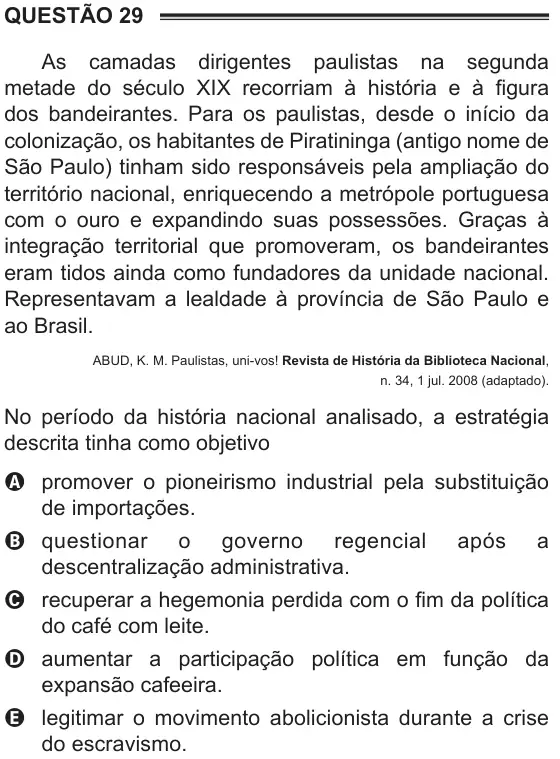 QUESTÃO 29
As camadas dirigentes paulistas na segunda
metade do século XIX recorriam à história e à figura
dos bandeirantes. Para os paulistas, desde o início da
colonização, os habitantes de Piratininga (antigo nome de
São Paulo) tinham sido responsáveis pela ampliação do
território nacional, enriquecendo a metrópole portuguesa
com o ouro e expandindo suas possessões. Graças à
integração territorial que promoveram, os bandeirantes
eram tidos ainda como fundadores da unidade nacional.
Representavam a lealdade à província de São Paulo e
ao Brasil.
ABUD, K. M. Paulistas, uni-vos! Revista de História da Biblioteca Nacional,
n. 34, 1 jul. 2008 (adaptado).
No período da história nacional analisado, a estratégia
descrita tinha como objetivo
A promover o pioneirismo industrial pela substituição
de importações.
B questionar o governo regencial após a
descentralização administrativa.
C recuperar a hegemonia perdida com o fim da política
do café com leite.
D aumentar a participação política em função da
expansão cafeeira.
E legitimar o movimento abolicionista durante a crise
do escravismo.